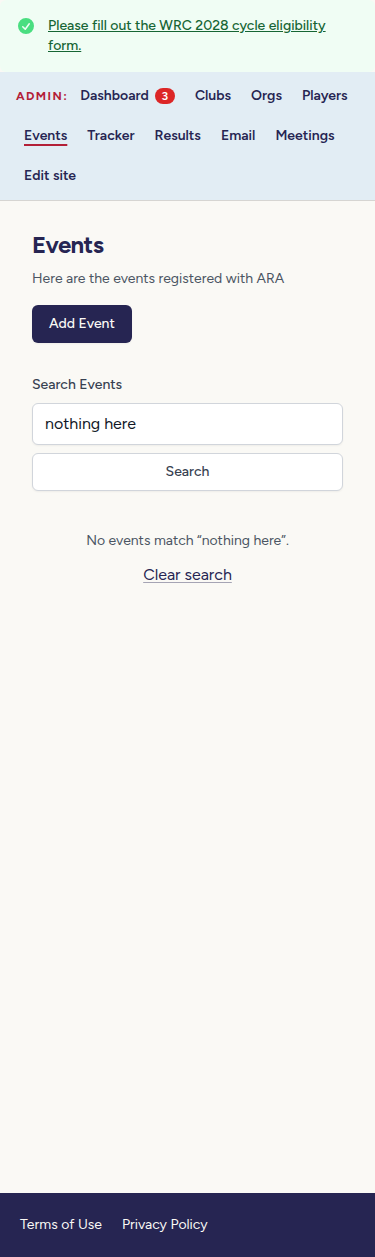 Please fill out the WRC 2028 cycle eligibility
form.
ADMIN: Dashboard 3 Clubs Orgs Players
Events Tracker Results Email Meetings
Edit site
Events
Here are the events registered with ARA
Add Event
Search Events
nothing here
Search
No events match “nothing here”.
Clear search
Terms of Use Privacy Policy